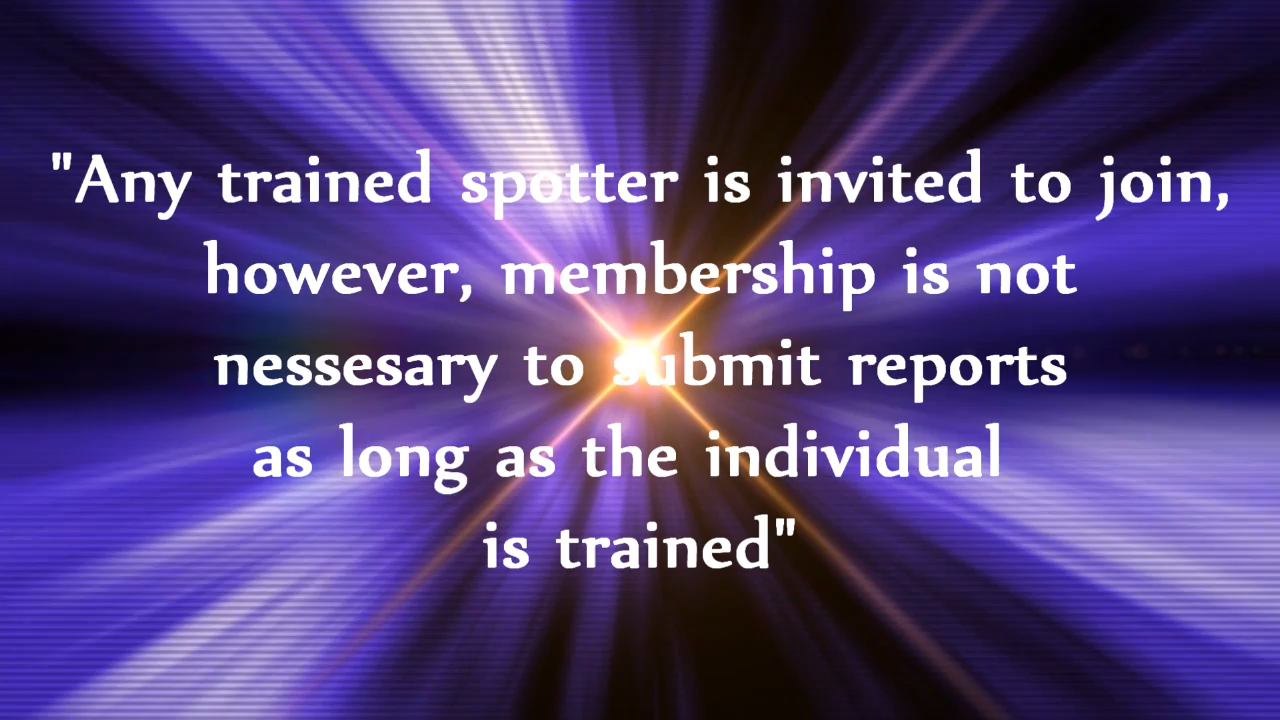 "Any trained spotter is invited to join,
however, membership is not
nessesary to submit reports
as long as the individual
is trained"